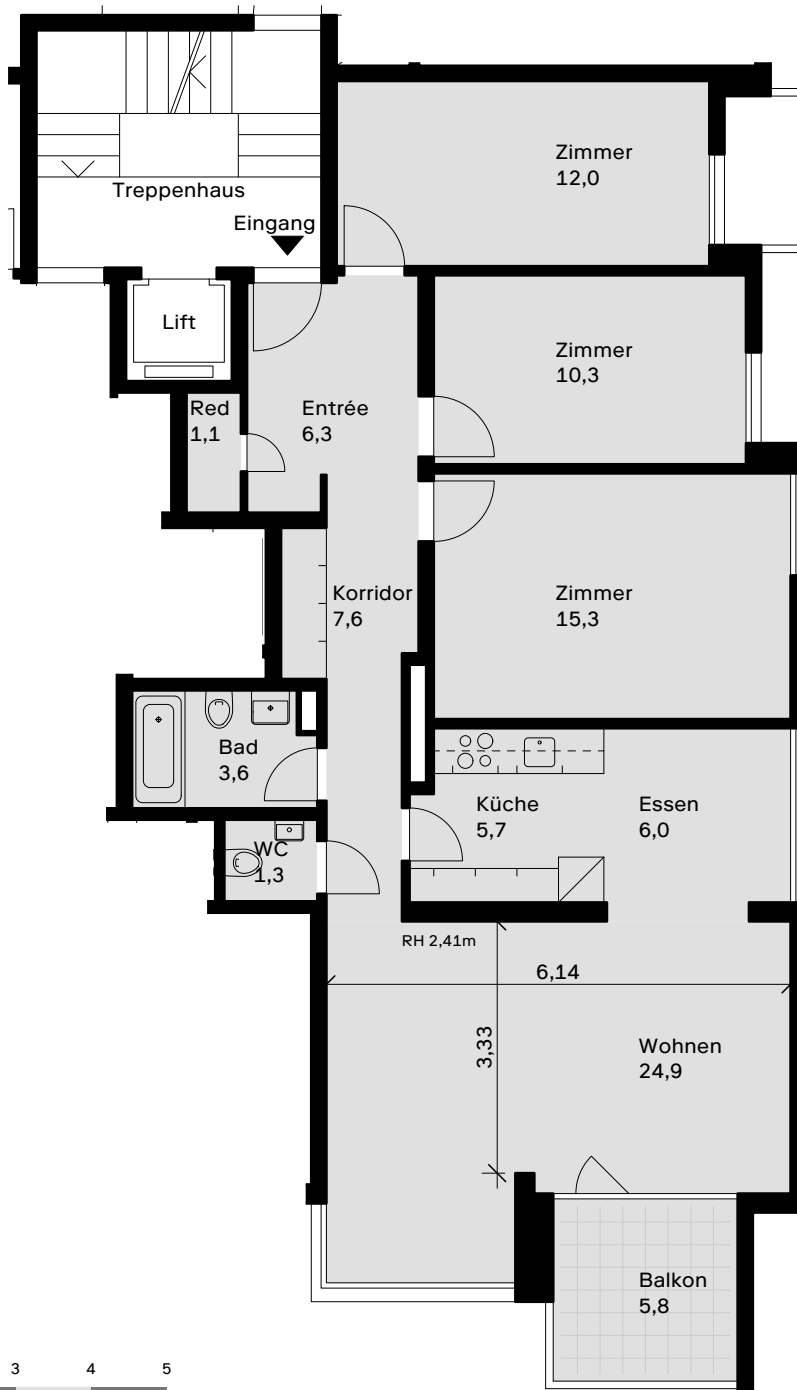 Zimmer
12,0
Treppenhaus
Eingang
Lift
Zimmer
10,3
Red
1,1
Entrée
6,3
Korridor
7,6
Zimmer
15,3
Bad
3,6
Küche
5,7
Essen
6,0
WC
1,3
RH 2,41m
6,14
3,33
Wohnen
24,9
Balkon
5,8
3 4 5